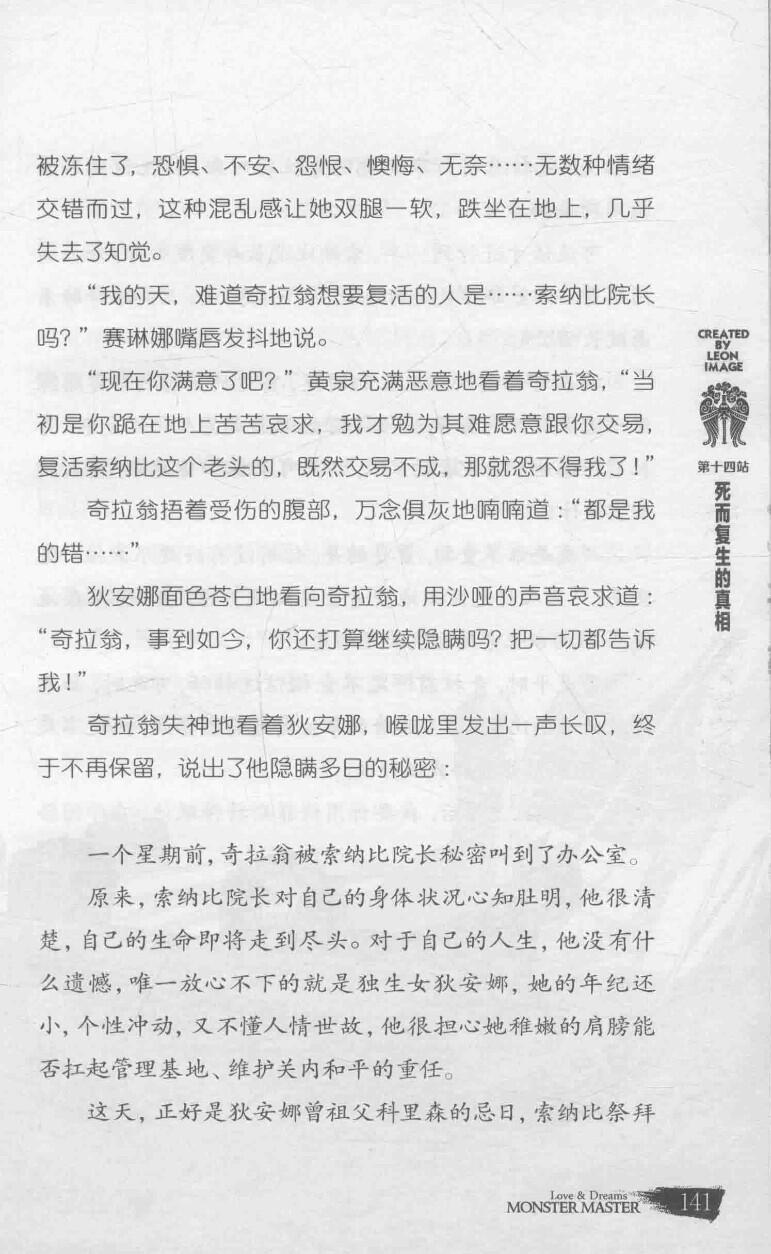 被冻住了，恐惧、不安、怨恨、懊悔、无奈……无数种情绪
交错而过，这种混乱感让她双腿一软，跌坐在地上，几乎
失去了知觉。
“我的天，难道奇拉翁想要复活的人是……索纳比院长
吗？”赛琳娜嘴唇发抖地说。
“现在你满意了吧？”黄泉充满恶意地看着奇拉翁，“当
初是你跪在地上苦苦哀求，我才勉为其难愿意跟你交易，
复活索纳比这个老头的，既然交易不成，那就怨不得我了！”
奇拉翁捂着受伤的腹部，万念俱灰地喃喃道：“都是我
的错……”
狄安娜面色苍白地看向奇拉翁，用沙哑的声音哀求道：
“奇拉翁，事到如今，你还打算继续隐瞒吗？把一切都告诉
我！”
奇拉翁失神地看着狄安娜，喉咙里发出一声长叹，终
于不再保留，说出了他隐瞒多日的秘密：
一个星期前，奇拉翁被索纳比院长秘密叫到了办公室。
原来，索纳比院长对自己的身体状况心知肚明，他很清
楚，自己的生命即将走到尽头。对于自己的人生，他没有什
么遗憾，唯一放心不下的就是独生女狄安娜，她的年纪还
小，个性冲动，又不懂人情世故，他很担心她稚嫩的肩膀能
否扛起管理基地、维护关内和平的重任。
这天，正好是狄安娜曾祖父科里森的忌日，索纳比祭拜
CREATED
BY
LEON
IMAGE
第十四站
死而复生的真相
Love & Dreams
MONSTER MASTER
141